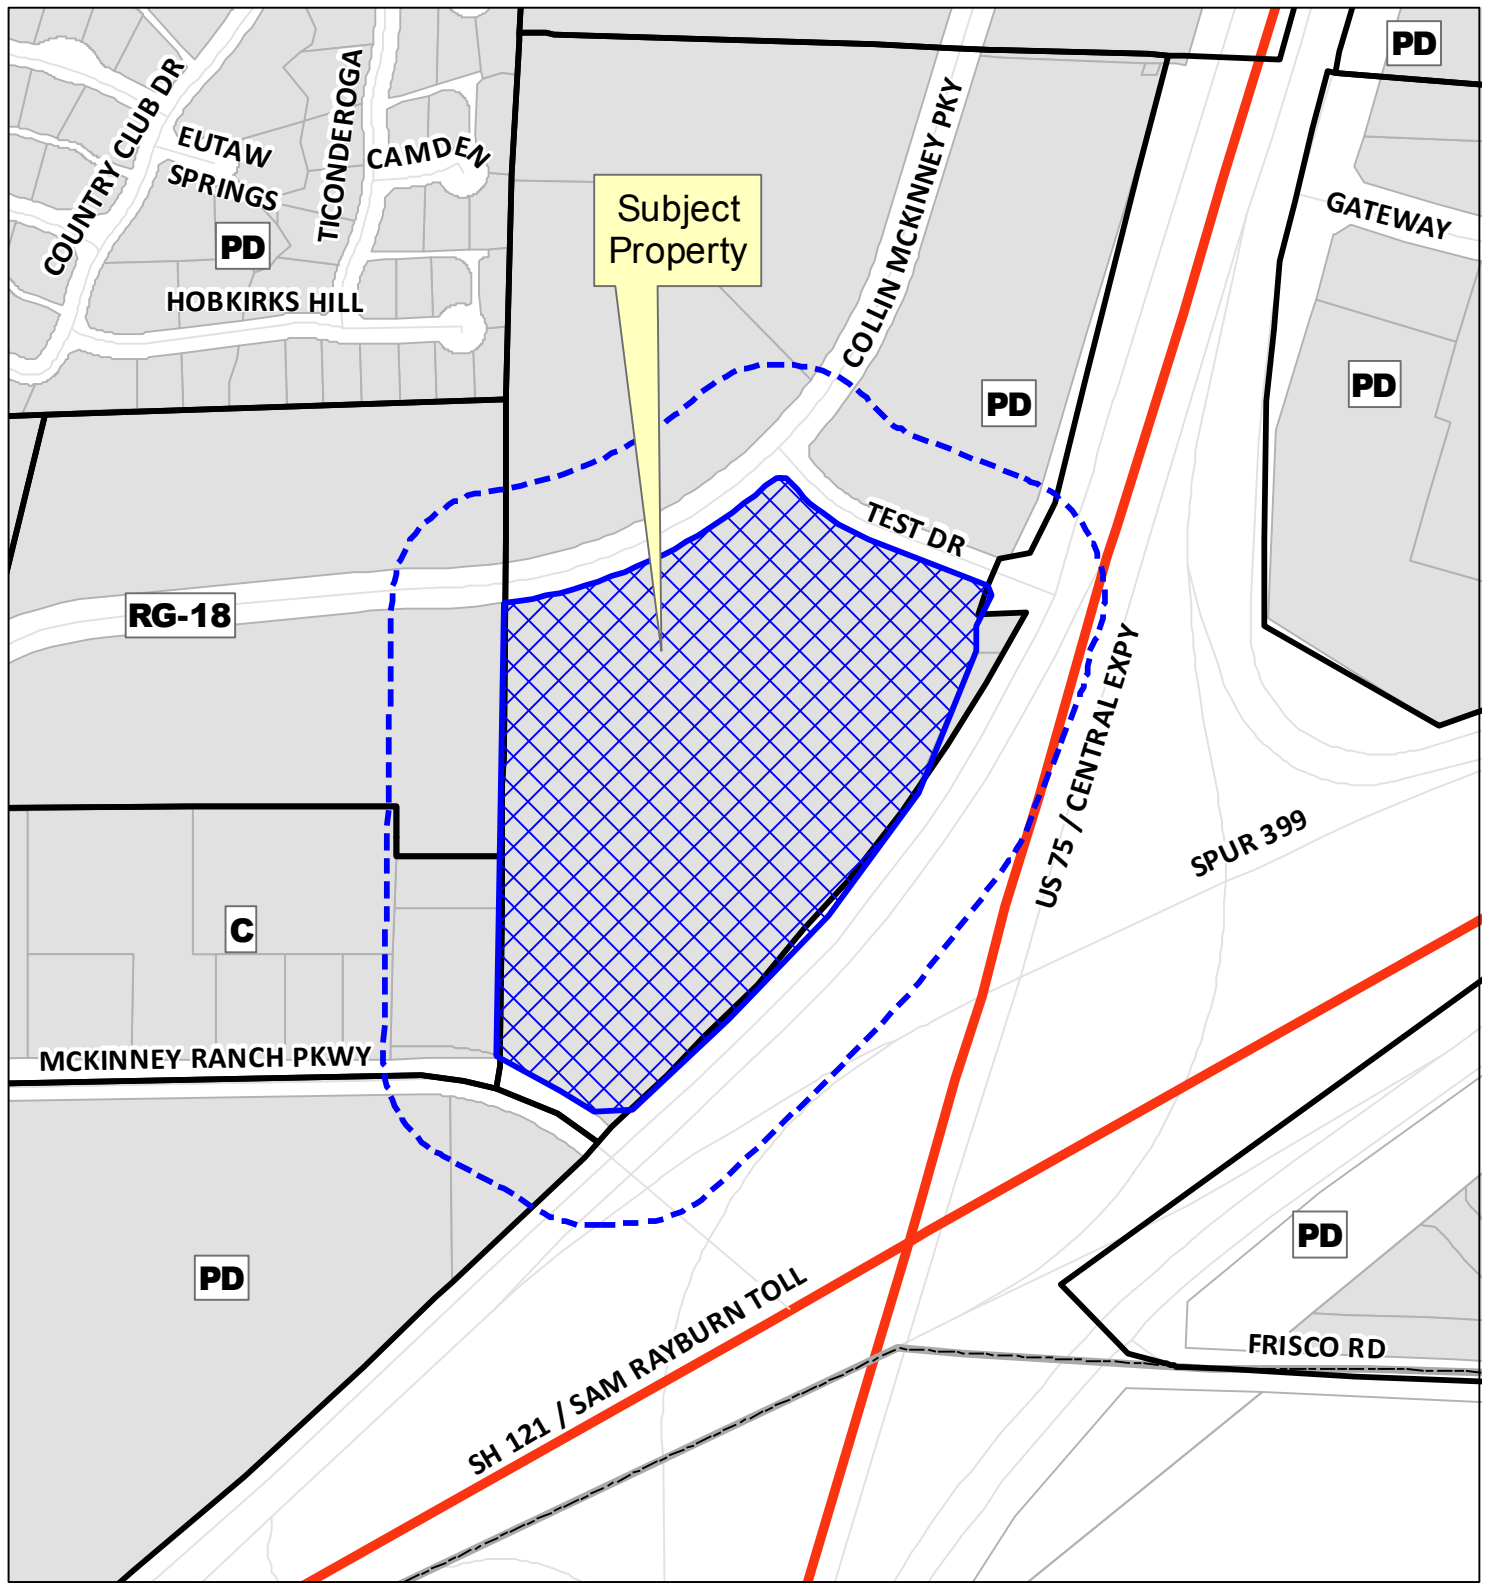 PD
COUNTRY CLUB DR
TICONDEROGA
EUTAW
SPRINGS
CAMDEN
COLLIN MCKINNEY PKY
Subject
Property
GATEWAY
PD
HOBKIRKS HILL
PD
PD
TEST DR
RG-18
US 75 / CENTRAL EXPY
SPUR 399
C
MCKINNEY RANCH PKWY
PD
PD
SH 121 / SAM RAYBURN TOLL
FRISCO RD